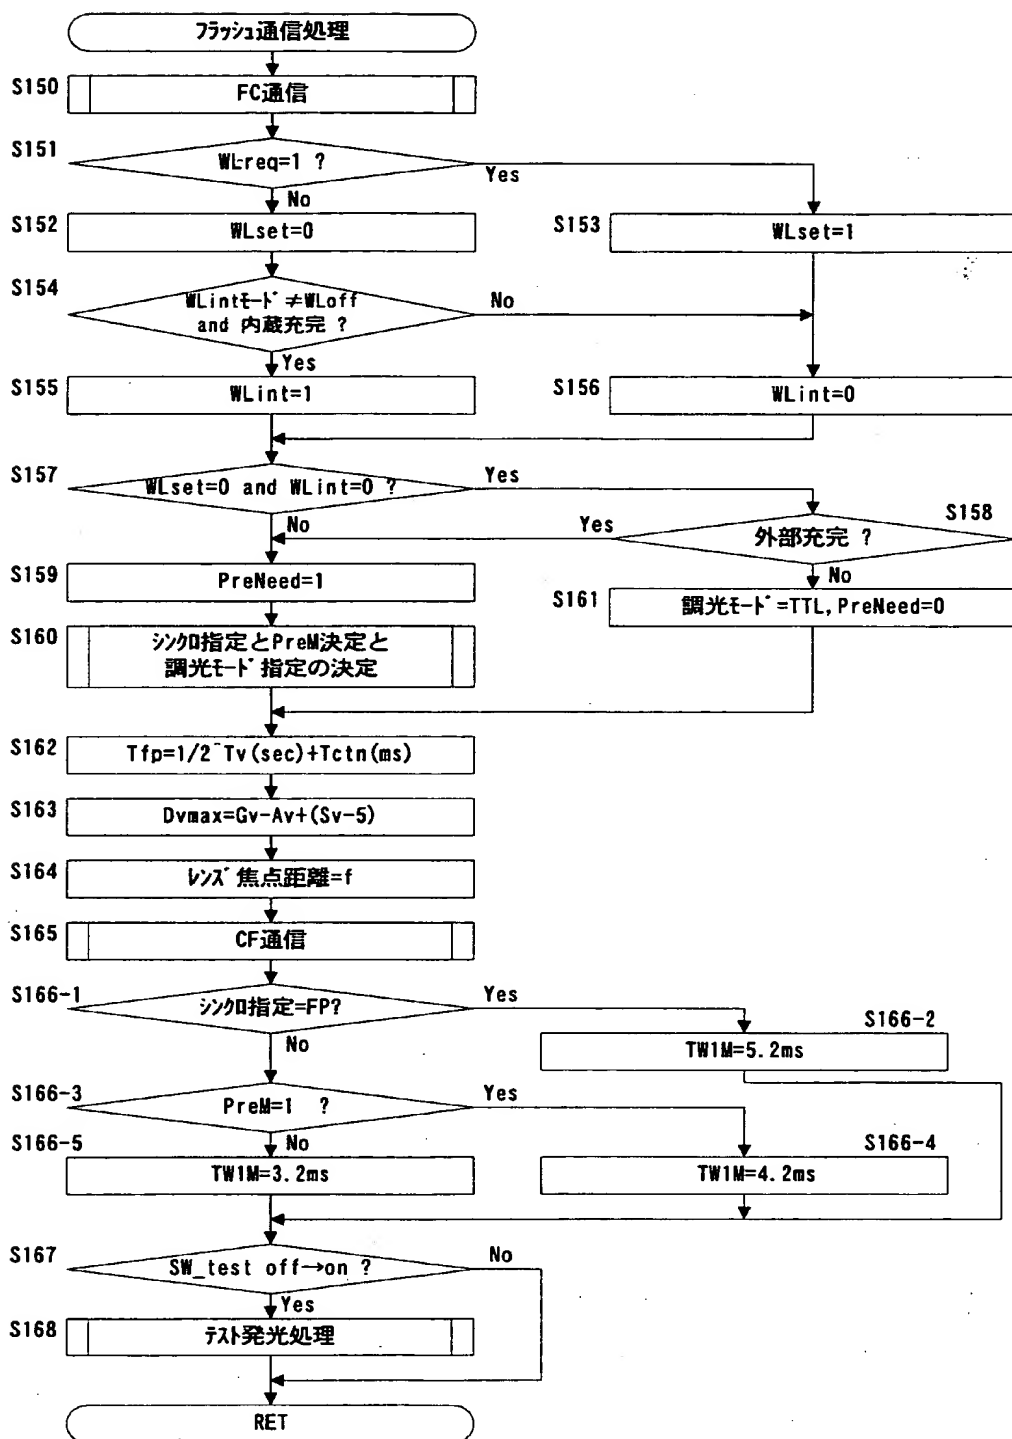 フラッシュ通信処理
S150
FC通信
S151
WLreq=1 ?
Yes
No
S152
WLset=0
S153
WLset=1
S154
WLintモード≠WLoff
and 内蔵充完 ?
No
Yes
S155
WLint=1
S156
WLint=0
S157
WLset=0 and WLint=0 ?
Yes
No
S158
外部充完 ?
Yes
No
S159
PreNeed=1
S161
調光モード=TTL,PreNeed=0
S160
シンクロ指定とPreM決定と
調光モード指定の決定
S162
Tfp=1/2^Tv(sec)+Tctn(ms)
S163
Dvmax=Gv-Av+(Sv-5)
S164
レンズ焦点距離=f
S165
CF通信
S166-1
シンクロ指定=FP?
Yes
No
S166-2
TW1M=5.2ms
S166-3
PreM=1 ?
Yes
No
S166-5
TW1M=3.2ms
S166-4
TW1M=4.2ms
S167
SW_test off→on ?
No
Yes
S168
テスト発光処理
RET